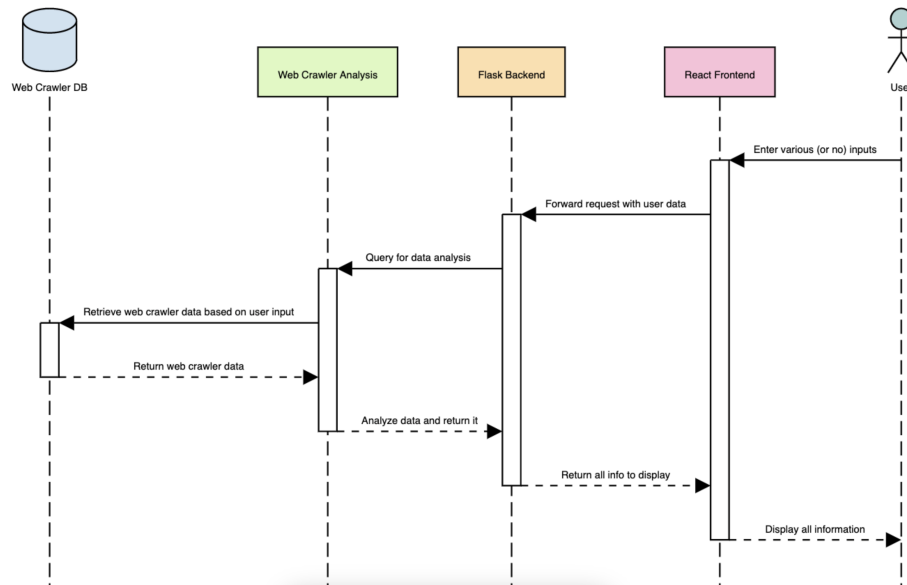 Web Crawler DB
Web Crawler Analysis
Flask Backend
React Frontend
Use
Enter various (or no) inputs
Forward request with user data
Query for data analysis
Retrieve web crawler data based on user input
Return web crawler data
Analyze data and return it
Return all info to display
Display all information